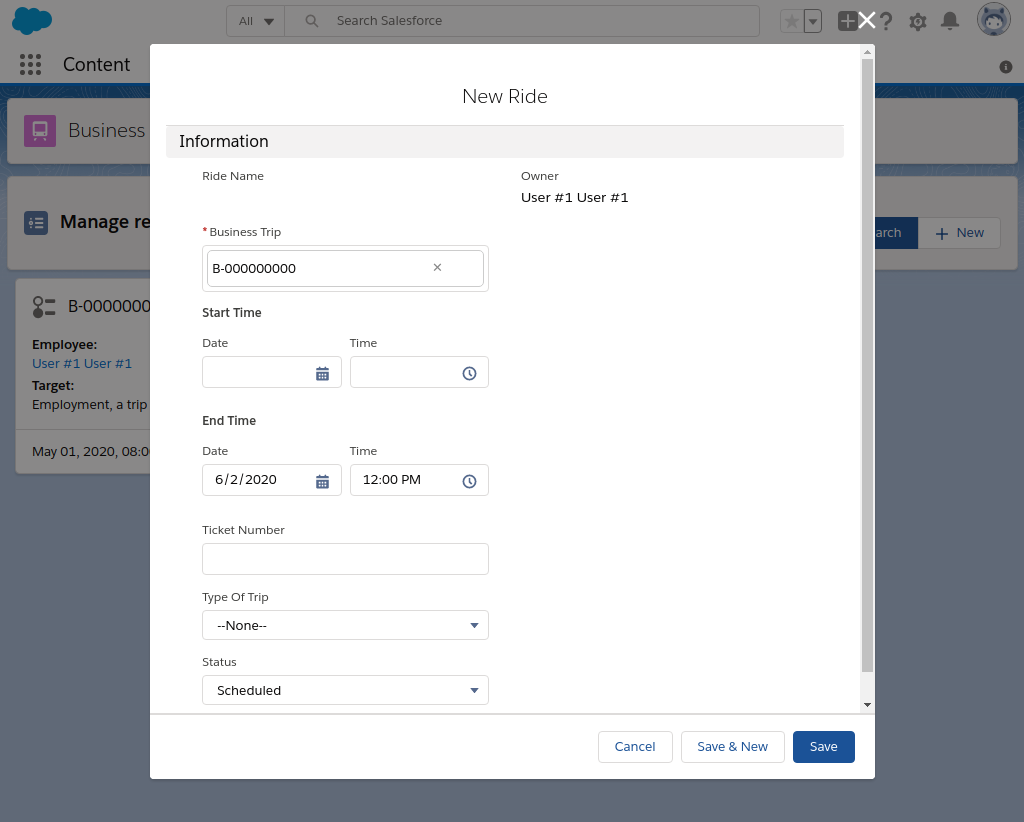 All
Search Salesforce
Content
Business
Manage re
arch
New
B-0000000
Employee:
User #1 User #1
Target:
Employment, a trip
May 01, 2020, 08:0
New Ride
Information
Ride Name
Owner
User #1 User #1
* Business Trip
B-000000000
Start Time
Date
Time
End Time
Date
Time
6/2/2020
12:00 PM
Ticket Number
Type Of Trip
--None--
Status
Scheduled
Cancel
Save & New
Save